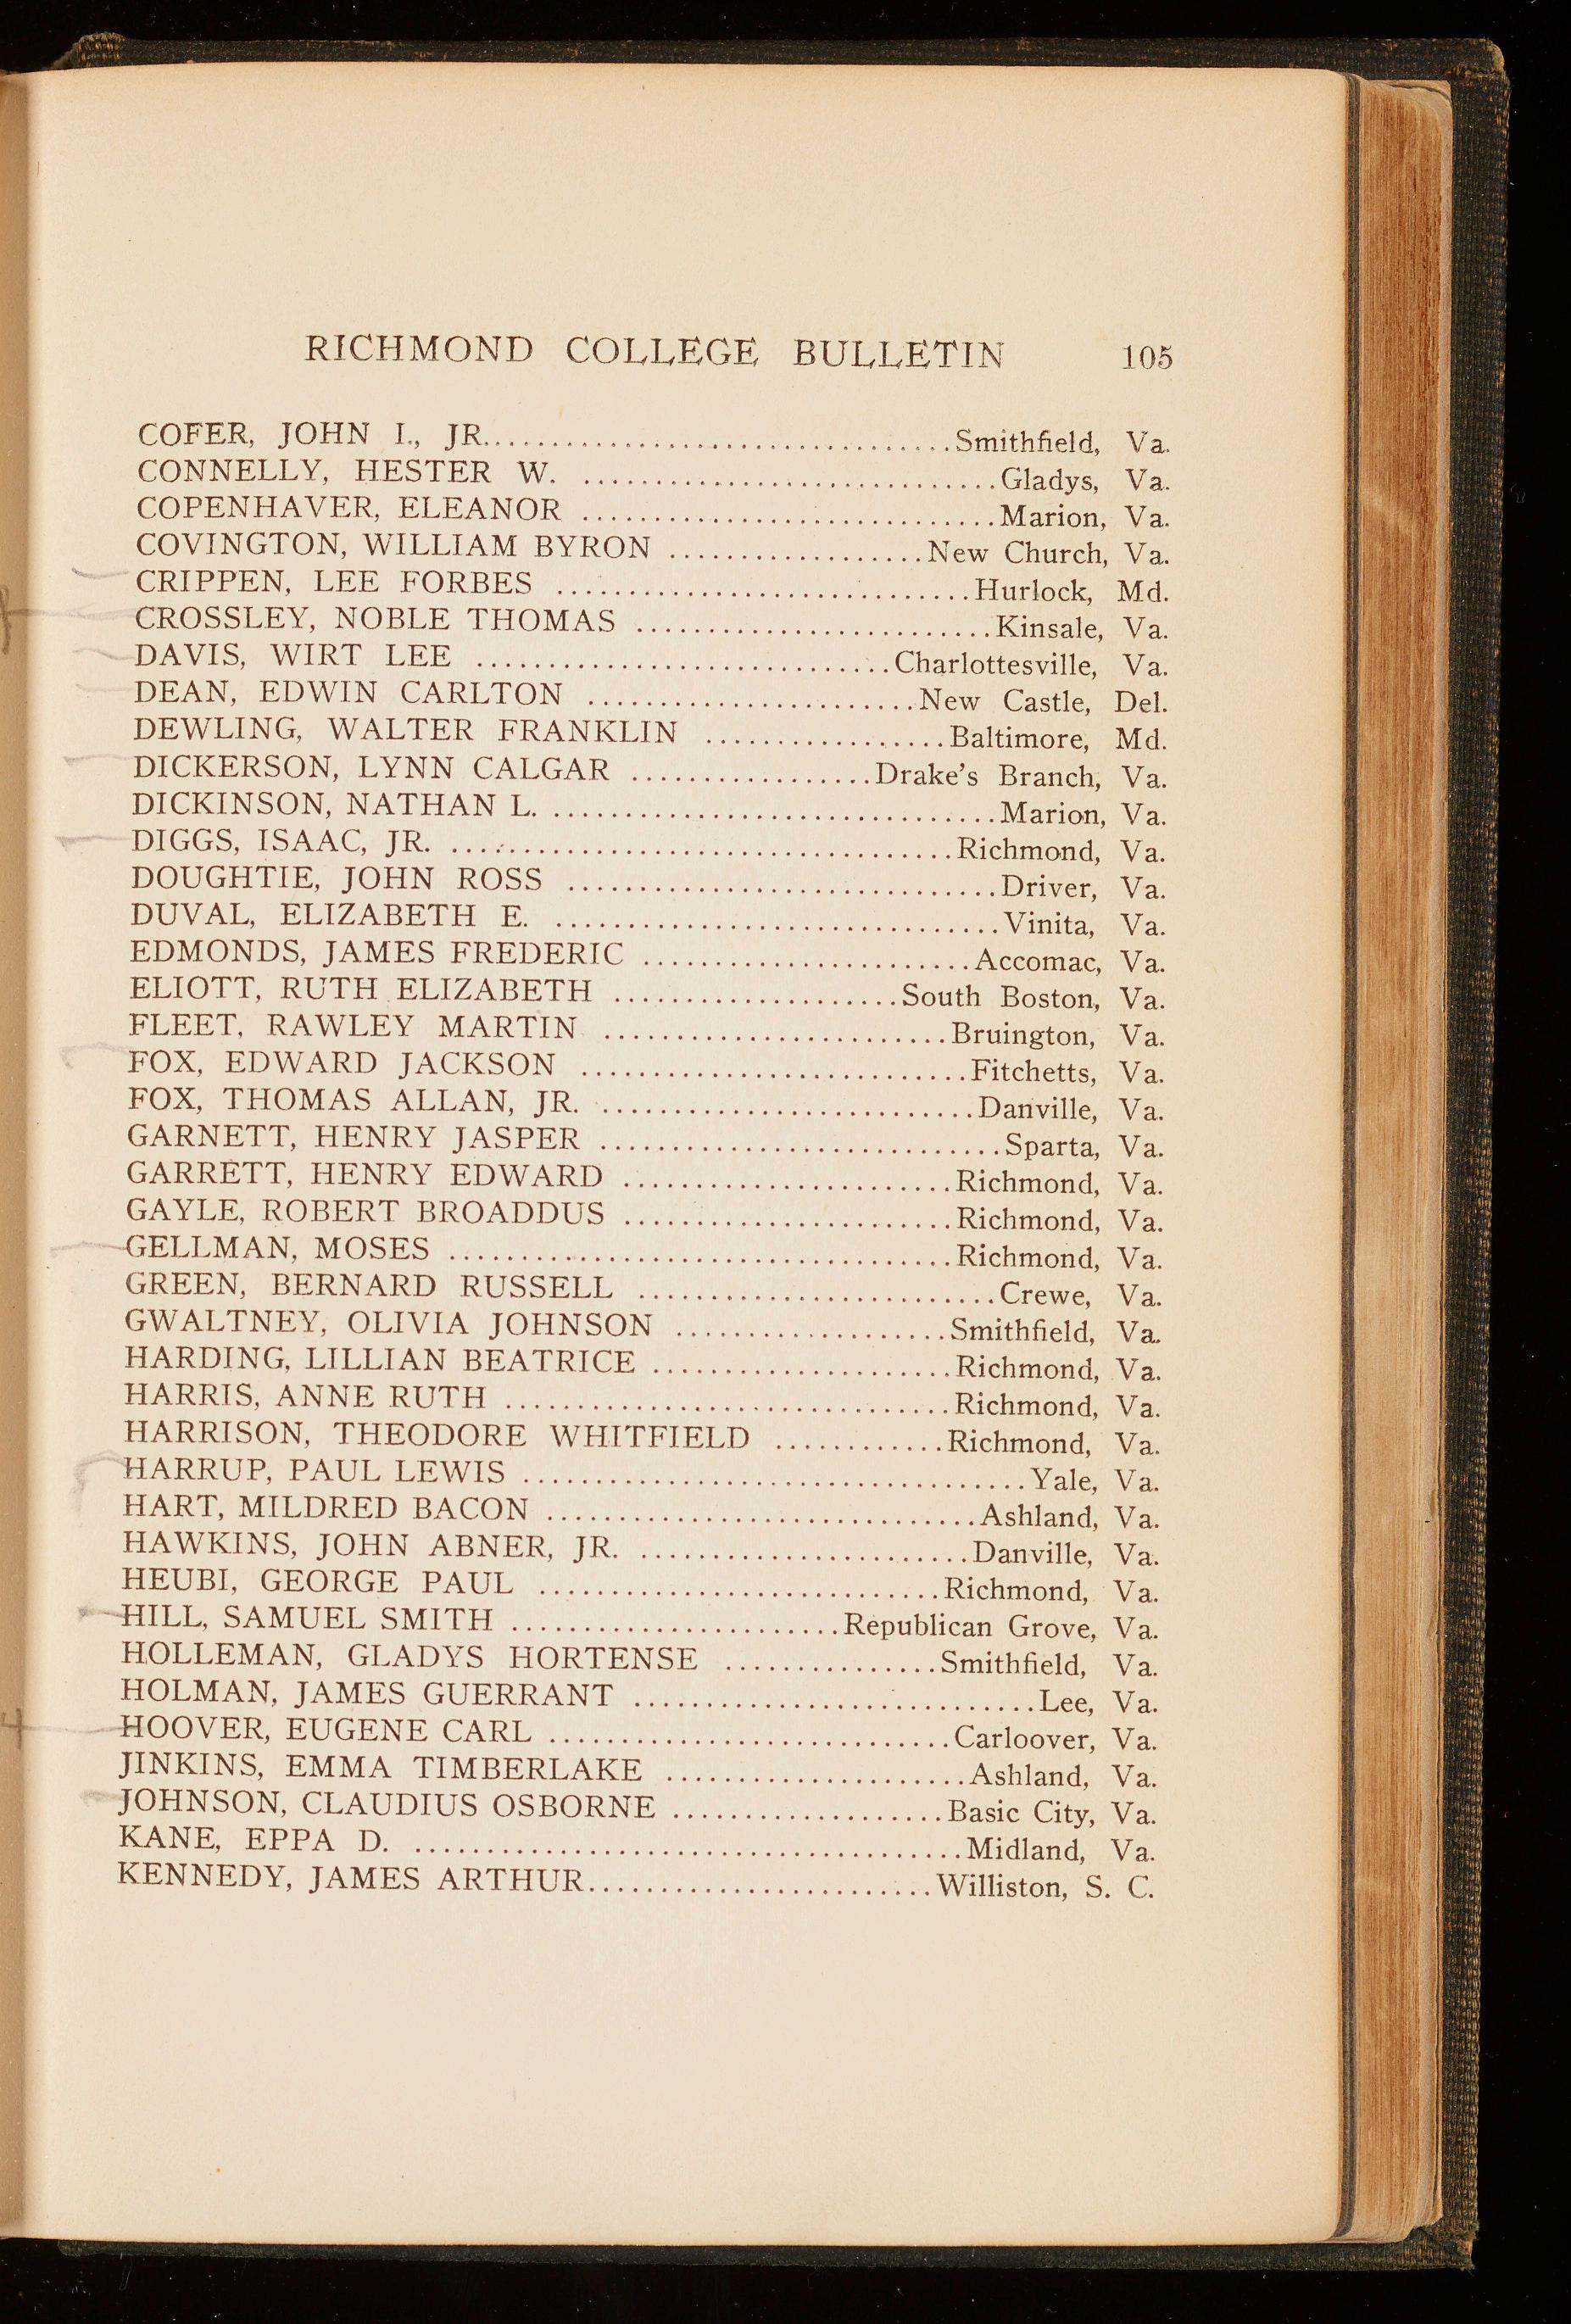 RICHMOND COLLEGE BULLETIN 105
COFER, JOHN I., JR.................................Smithfield, Va.
CONNELLY, HESTER W. .............................Gladys, Va.
COPENHAVER, ELEANOR .............................Marion, Va.
COVINGTON, WILLIAM BYRON ..................New Church, Va.
CRIPPEN, LEE FORBES .............................Hurlock, Md.
CROSSLEY, NOBLE THOMAS .........................Kinsale, Va.
DAVIS, WIRT LEE .............................Charlottesville, Va.
DEAN, EDWIN CARLTON .......................New Castle, Del.
DEWLING, WALTER FRANKLIN .................Baltimore, Md.
DICKERSON, LYNN CALGAR .................Drake's Branch, Va.
DICKINSON, NATHAN L. ...............................Marion, Va.
DIGGS, ISAAC, JR. ...................................Richmond, Va.
DOUGHTIE, JOHN ROSS ..............................Driver, Va.
DUVAL, ELIZABETH E. ...............................Vinita, Va.
EDMONDS, JAMES FREDERIC .......................Accomac, Va.
ELIOTT, RUTH ELIZABETH ....................South Boston, Va.
FLEET, RAWLEY MARTIN ........................Bruington, Va.
FOX, EDWARD JACKSON ...........................Fitchetts, Va.
FOX, THOMAS ALLAN, JR. ..........................Danville, Va.
GARNETT, HENRY JASPER ............................Sparta, Va.
GARRETT, HENRY EDWARD .......................Richmond, Va.
GAYLE, ROBERT BROADDUS .......................Richmond, Va.
GELLMAN, MOSES ...................................Richmond, Va.
GREEN, BERNARD RUSSELL .........................Crewe, Va.
GWALTNEY, OLIVIA JOHNSON ...................Smithfield, Va.
HARDING, LILLIAN BEATRICE .....................Richmond, Va.
HARRIS, ANNE RUTH ...............................Richmond, Va.
HARRISON, THEODORE WHITFIELD ............Richmond, Va.
HARRUP, PAUL LEWIS ...................................Yale, Va.
HART, MILDRED BACON ..............................Ashland, Va.
HAWKINS, JOHN ABNER, JR. .......................Danville, Va.
HEUBI, GEORGE PAUL ............................Richmond, Va.
HILL, SAMUEL SMITH .......................Republican Grove, Va.
HOLLEMAN, GLADYS HORTENSE ...............Smithfield, Va.
HOLMAN, JAMES GUERRANT ............................Lee, Va.
HOOVER, EUGENE CARL ............................Carloover, Va.
JINKINS, EMMA TIMBERLAKE .....................Ashland, Va.
JOHNSON, CLAUDIUS OSBORNE ...................Basic City, Va.
KANE, EPPA D. ......................................Midland, Va.
KENNEDY, JAMES ARTHUR........................Williston, S. C.